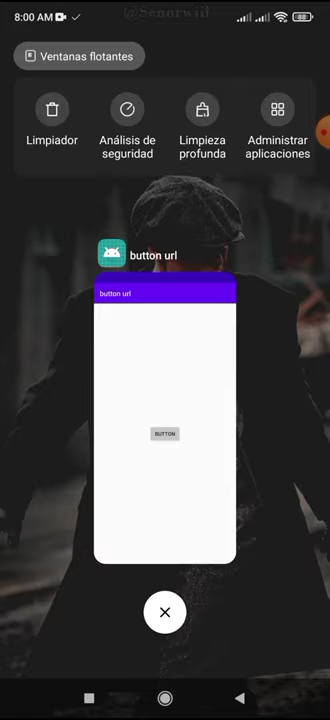 @Senorwiil
8:00 AM
88
Ventanas flotantes
Limpiador
Análisis de
seguridad
Limpieza
profunda
Administrar
aplicaciones
button url
button url
BUTTON